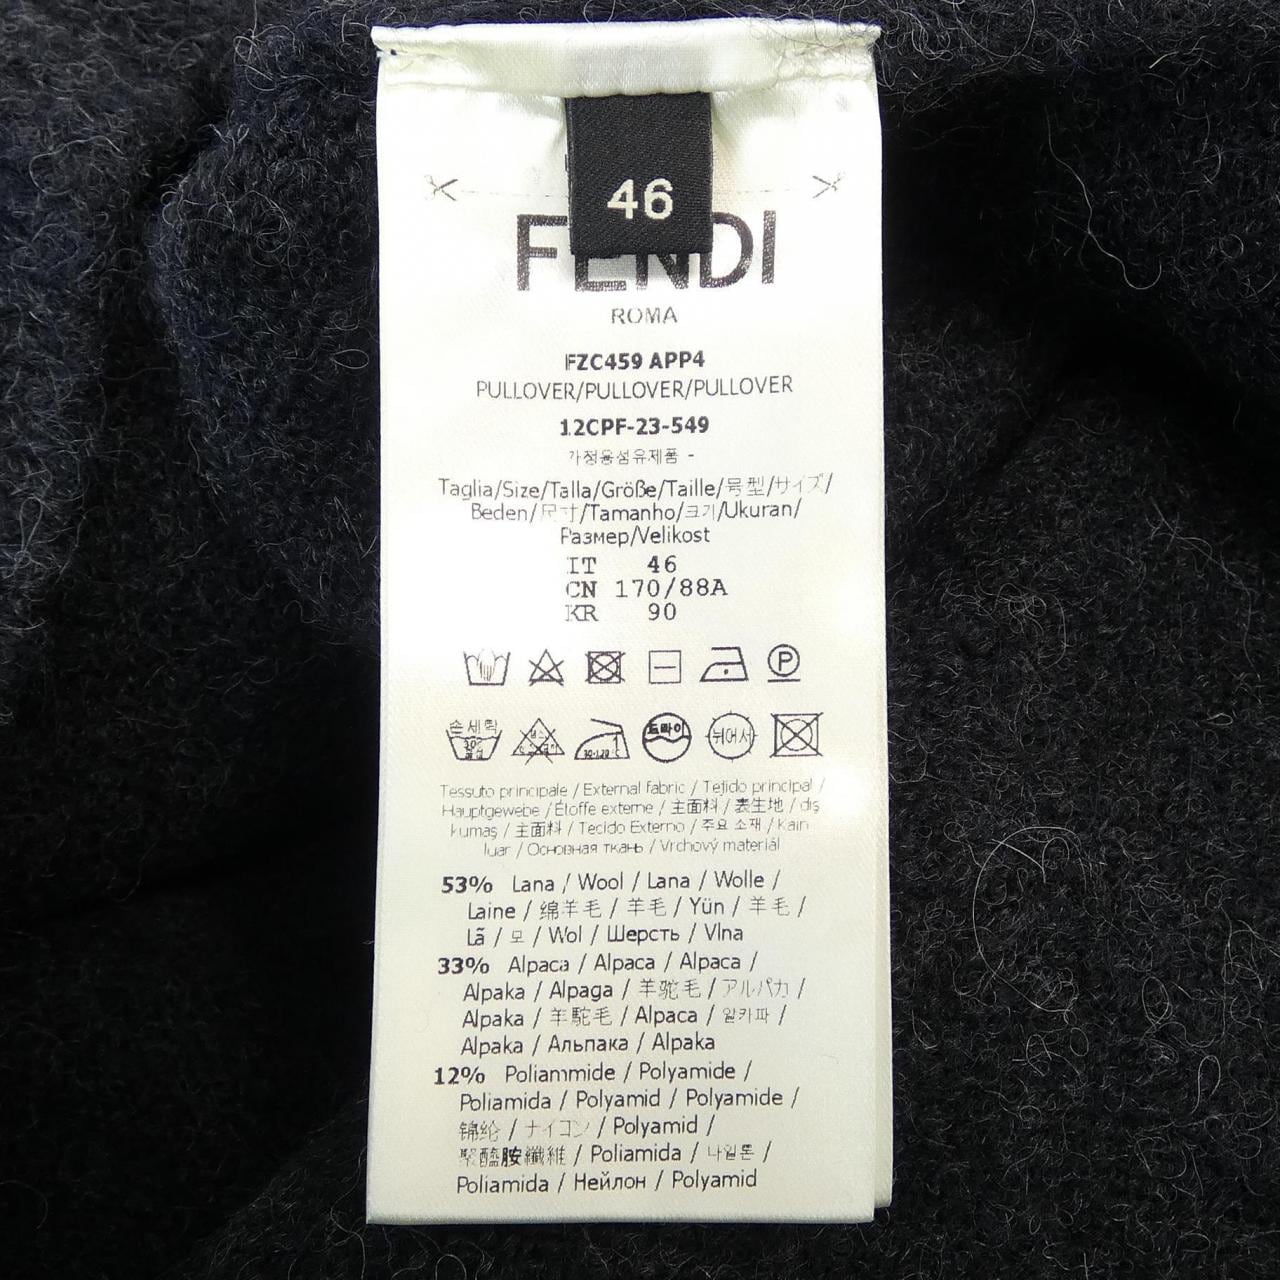 46
FENDI
ROMA
FZC459 APP4
PULLOVER/PULLOVER/PULLOVER
12CPF-23-549
가정용섬유제품 -
Taglia/Size/Talla/Größe/Taille/号型/サイズ/
Beden/尺寸/Tamanho/크기/Ukuran/
Размер/Velikost
IT 46
CN 170/88A
KR 90
P
손세탁
30℃
드라이
뉘어서
Tessuto principale / External fabric / Tejido principal /
Hauptgewebe / Étoffe externe / 主面料 / 表生地 / dış
kumaş / 主面料 / Tecido Externo / 주요 소재 / Kain
luar / Основная ткань / Vrchový materiál
53% Lana / Wool / Lana / Wolle /
Laine / 绵羊毛 / 羊毛 / Yün / 羊毛 /
Lã / 모 / Wol / Шерсть / Vlna
33% Alpaca / Alpaca / Alpaca /
Alpaka / Alpaga / 羊驼毛 / アルパカ /
Alpaka / 羊駝毛 / Alpaca / 알카파 /
Alpaka / Альпака / Alpaka
12% Poliammide / Polyamide /
Poliamida / Polyamid / Polyamide /
锦纶 / ナイロン / Polyamid /
聚醯胺纖維 / Poliamida / 나일론 /
Poliamida / Нейлон / Polyamid